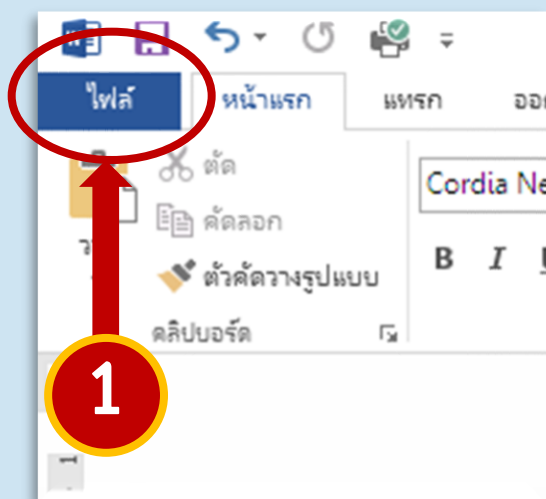 ไฟล์ หน้าแรก แทรก
ตัด
Cordia Ne
คัดลอก
B I U
ตัวคัดวางรูปแบบ
คลิปบอร์ด
1
1